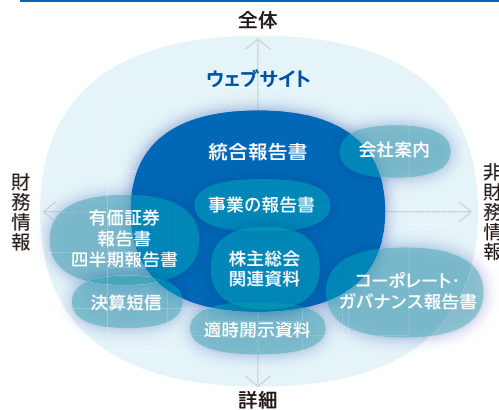 全体
ウェブサイト
統合報告書
会社案内
財務情報
非財務情報
事業の報告書
有価証券
報告書
四半期報告書
株主総会
関連資料
コーポレート・
ガバナンス報告書
決算短信
適時開示資料
詳細